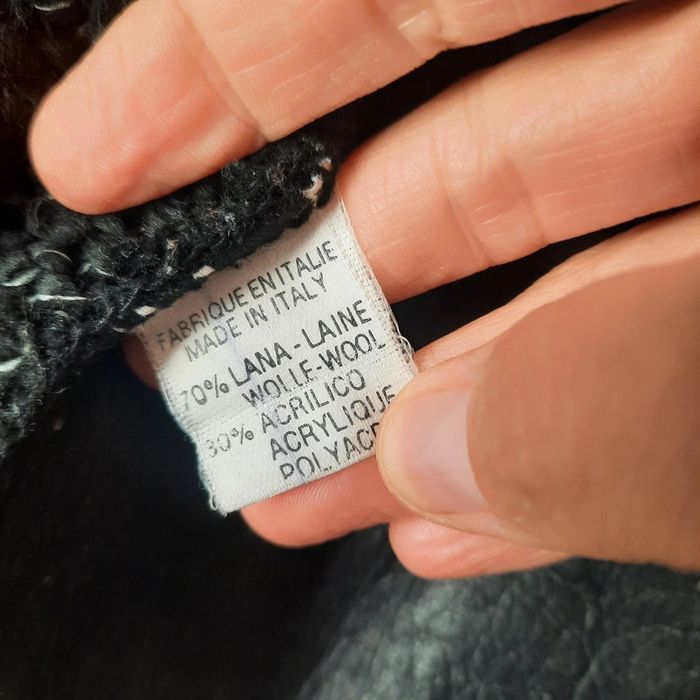 FABRIQUE EN ITALIE
MADE IN ITALY
70% LANA - LAINE
WOLLE - WOOL
30% ACRILICO
ACRYLIQUE